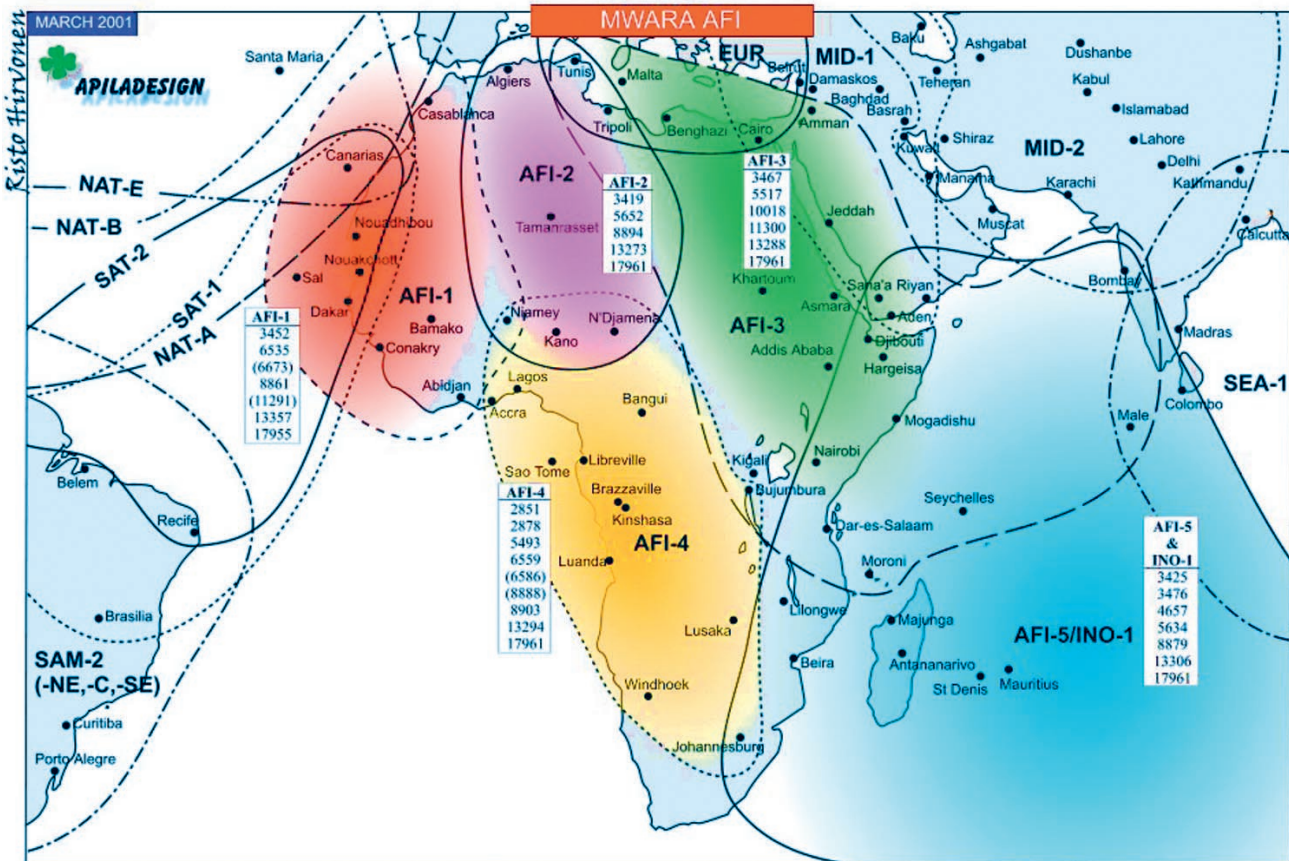 MARCH 2001
MWARA AFI
Risto Hirvonen
APILADESIGN
Santa Maria
Algiers
Tunis
Malta
EUR
MID-1
Baku
Ashgabat
Dushanbe
Beirut
Damaskos
Teheran
Kabul
Casablanca
Tripoli
Benghazi
Cairo
Amman
Baghdad
Basrah
Islamabad
Kuwait
Shiraz
MID-2
Lahore
Delhi
Canarias
NAT-E
AFI-2
Manama
Karachi
Kathmandu
NAT-B
Nouadhibou
Tamanrasset
Jeddah
Muscat
Calcutta
SAT-2
Nouakchott
Sal
Khartoum
Bombay
SAT-1
Dakar
AFI-1
Bamako
Niamey
N'Djamena
Kano
Asmara
Sana'a
Riyan
Aden
NAT-A
Conakry
AFI-3
Djibouti
Madras
Addis Ababa
Hargeisa
Abidjan
Lagos
Accra
Bangui
Mogadishu
Male
Colombo
SEA-1
Belem
Sao Tome
Libreville
Kigali
Nairobi
Recife
Brazzaville
Kinshasa
Bujumbura
Seychelles
Dar-es-Salaam
AFI-4
Luanda
Moroni
Brasilia
Lusaka
Lilongwe
Majunga
AFI-5/INO-1
SAM-2
(-NE,-C,-SE)
Beira
Antananarivo
St Denis
Mauritius
Windhoek
Curitiba
Johannesburg
Porto Alegre
AFI-1
3452
6535
(6673)
8861
(11291)
13357
17955
AFI-2
3419
5652
8894
13273
17961
AFI-3
3467
5517
10018
11300
13288
17961
AFI-4
2851
2878
5493
6559
(6586)
(8888)
8903
13294
17961
AFI-5
&
INO-1
3425
3476
4657
5634
8879
13306
17961